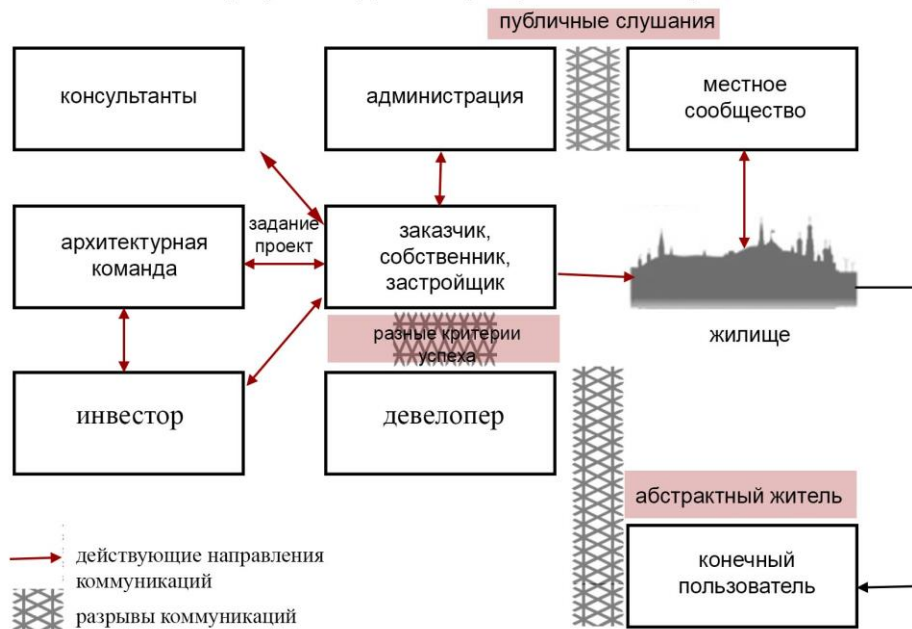 публичные слушания
консультанты
администрация
местное
сообщество
архитектурная
команда
задание
проект
заказчик,
собственник,
застройщик
жилище
разные критерии
успеха
инвестор
девелопер
абстрактный житель
конечный
пользователь
действующие направления
коммуникаций
разрывы коммуникаций